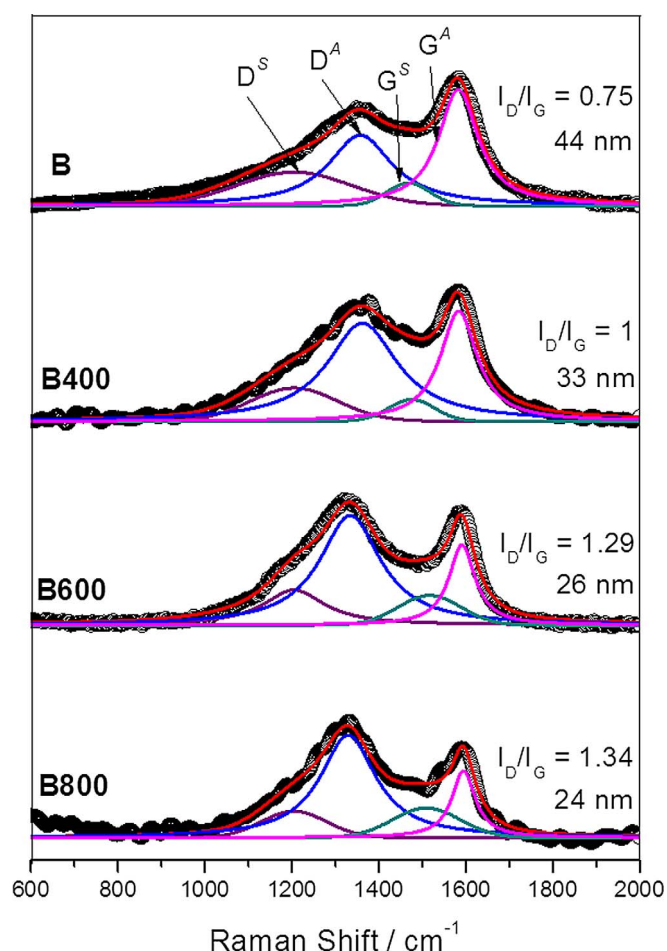 D^S
D^A
G^S
G^A
I_D/I_G = 0.75
44 nm
B
I_D/I_G = 1
33 nm
B400
I_D/I_G = 1.29
26 nm
B600
I_D/I_G = 1.34
24 nm
B800
600 800 1000 1200 1400 1600 1800 2000
Raman Shift / cm⁻¹